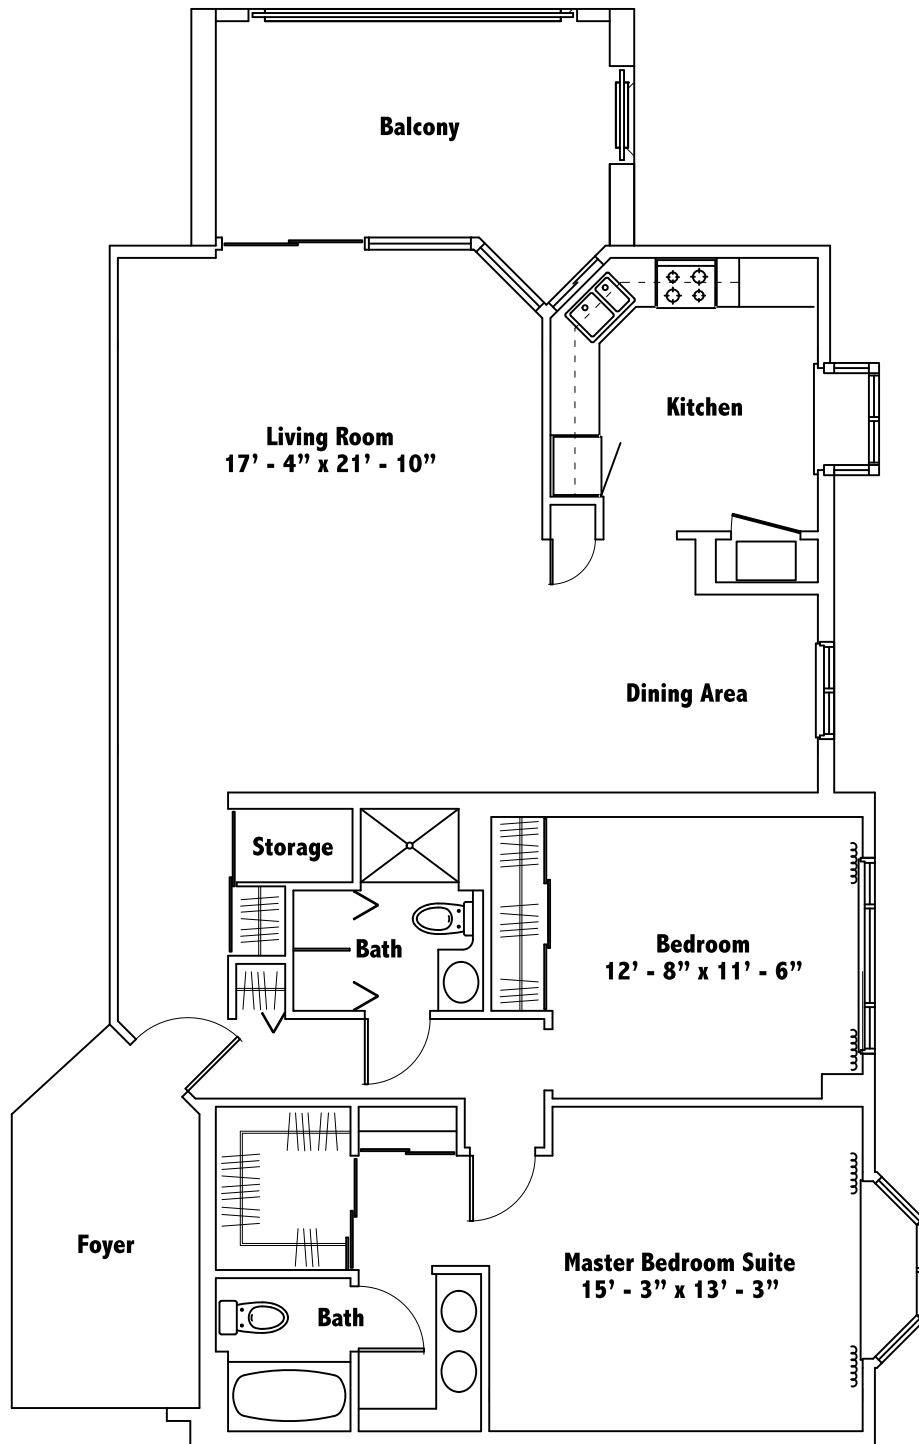 Balcony
Kitchen
Living Room
17’ - 4” x 21’ - 10”
Dining Area
Storage
Bath
Bedroom
12’ - 8” x 11’ - 6”
Foyer
Master Bedroom Suite
15’ - 3” x 13’ - 3”
Bath